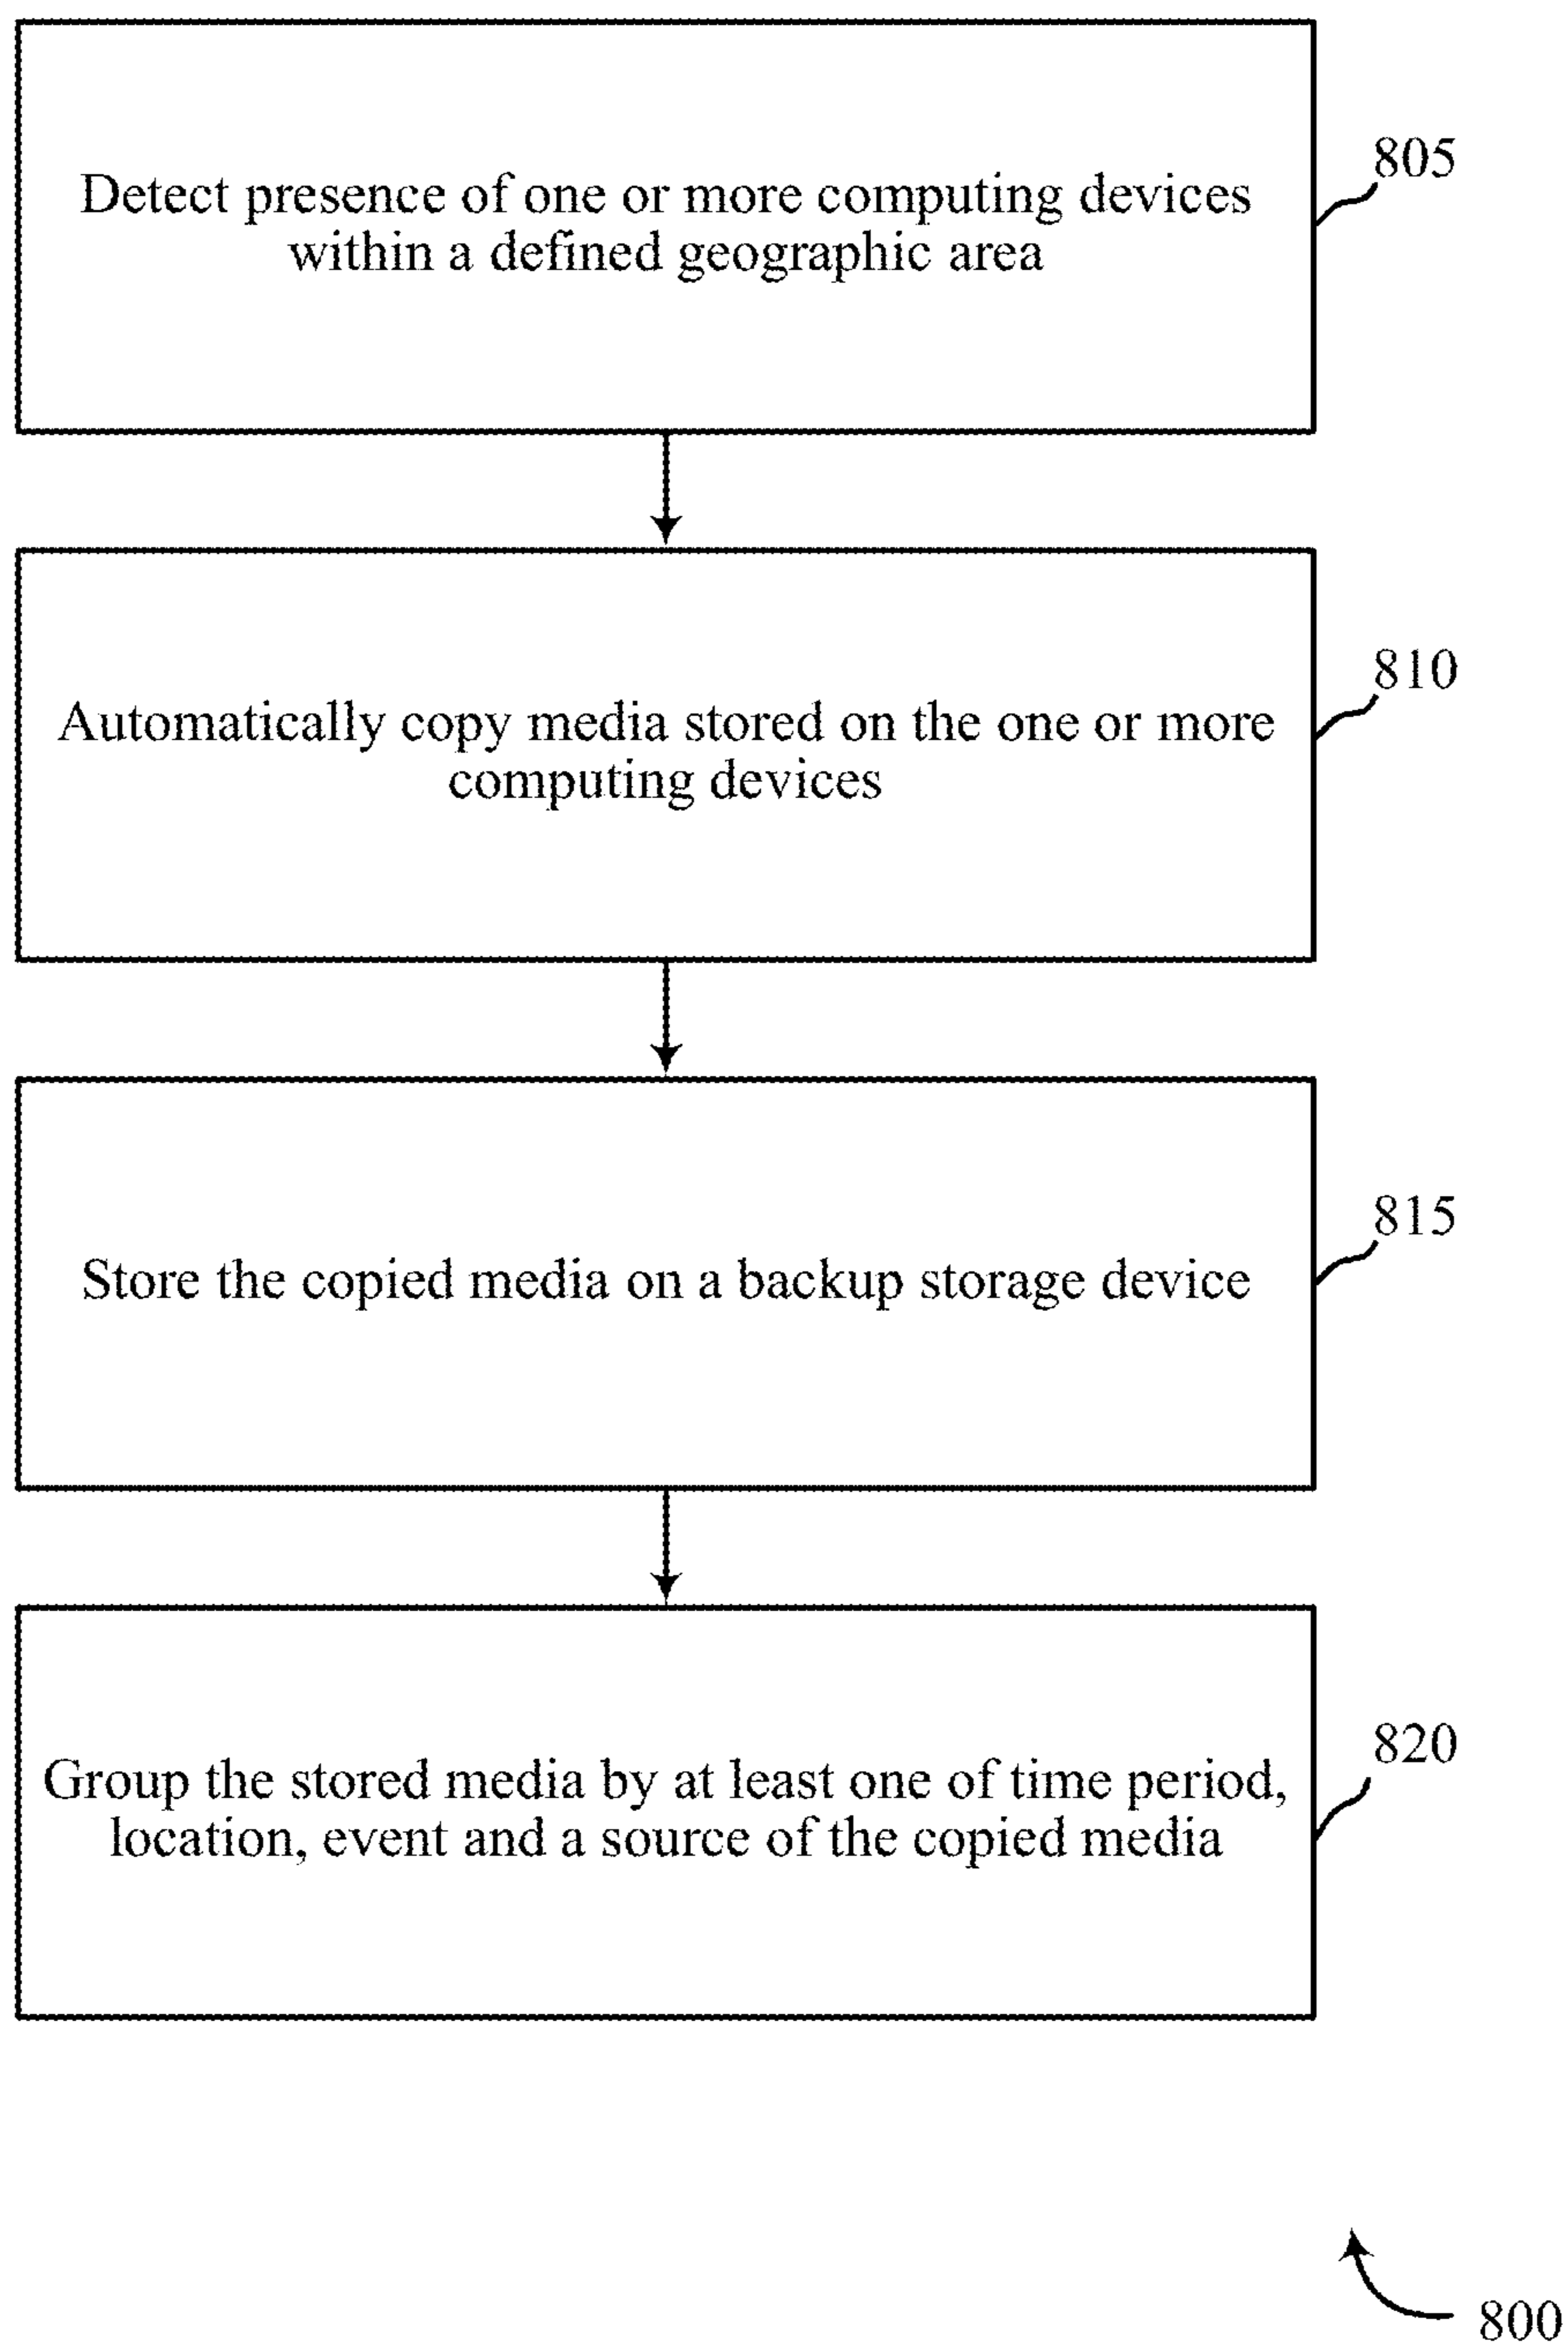 Detect presence of one or more computing devices
within a defined geographic area
805
Automatically copy media stored on the one or more
computing devices
810
Store the copied media on a backup storage device
815
Group the stored media by at least one of time period,
location, event and a source of the copied media
820
800